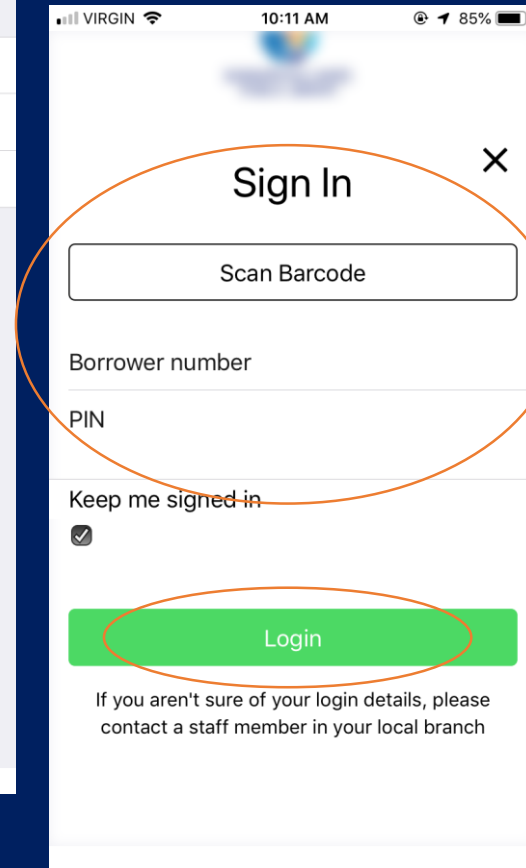 VIRGIN 10:11 AM 85%
Sign In
Scan Barcode
Borrower number
PIN
Keep me signed in
Login
If you aren't sure of your login details, please
contact a staff member in your local branch